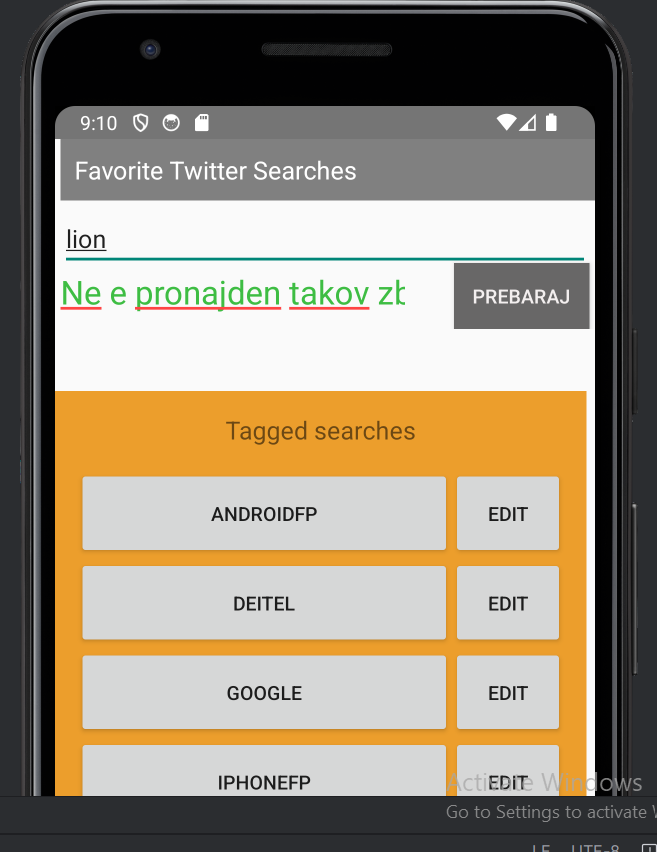 9:10
Favorite Twitter Searches
lion
Ne e pronajden takov
PREBARAJ
Tagged searches
ANDROIDFP EDIT
DEITEL EDIT
GOOGLE EDIT
IPHONEFP EDIT
Activate Windows
Go to Settings to activate
LF UTF-8